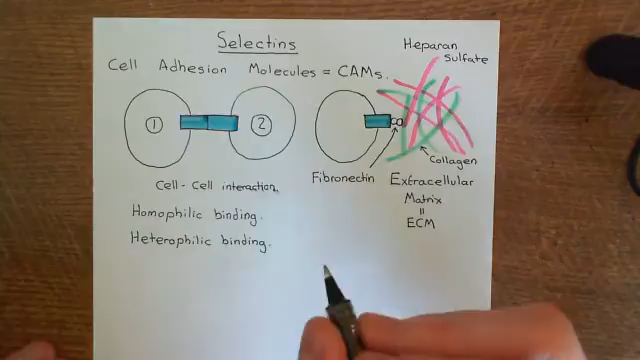 Selectins
Cell Adhesion Molecules = CAMs.
Heparan
Sulfate
1
2
Collagen
Fibronectin
Cell-Cell interaction.
Extracellular
Matrix
=
ECM
Homophilic binding.
Heterophilic binding.